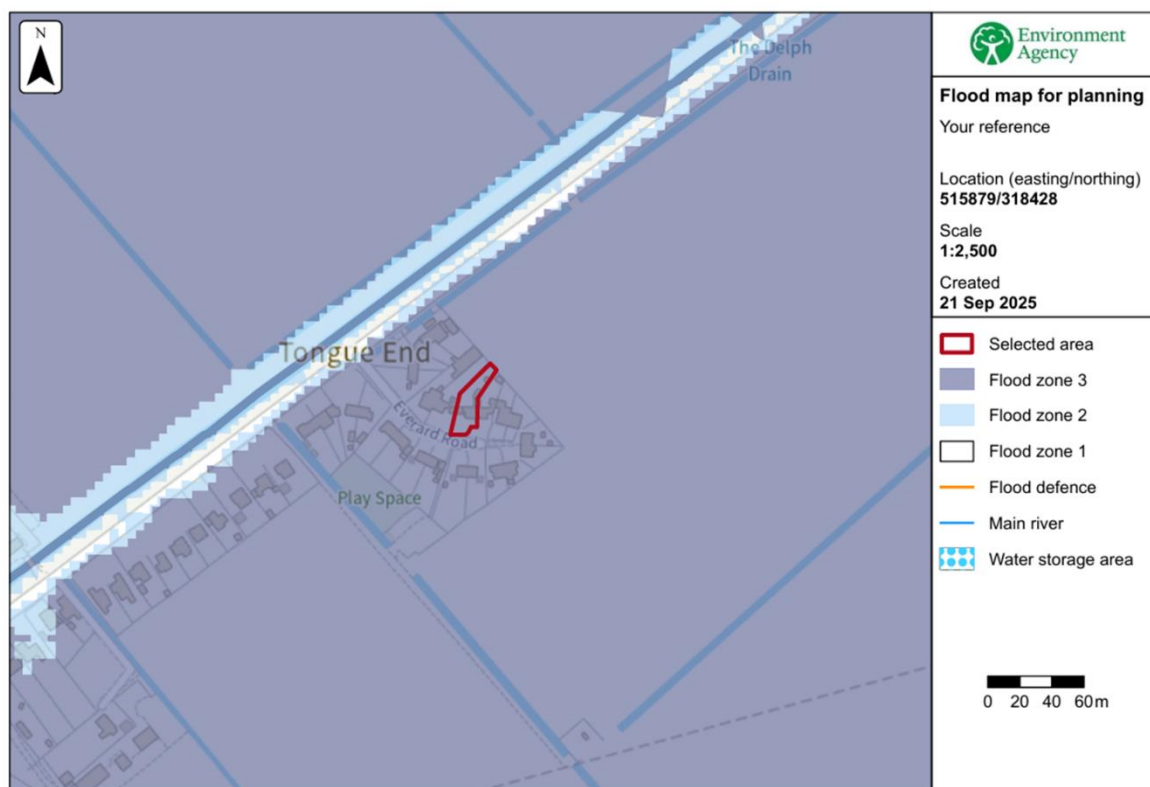 N
The Delph
Drain
Tongue End
Everard Road
Play Space
Environment
Agency
Flood map for planning
Your reference
Location (easting/northing)
515879/318428
Scale
1:2,500
Created
21 Sep 2025
Selected area
Flood zone 3
Flood zone 2
Flood zone 1
Flood defence
Main river
Water storage area
0 20 40 60m